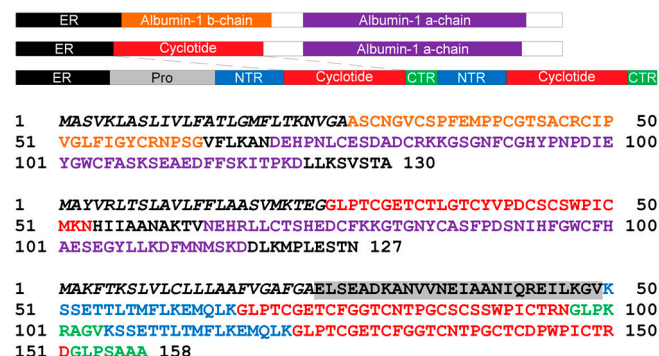 ER Albumin-1 b-chain Albumin-1 a-chain
ER Cyclotide Albumin-1 a-chain
ER Pro NTR Cyclotide CTR NTR Cyclotide CTR
1 MASVKLASLIVLFATLGMFLTKNVGAASCNGVCSPFEMPPCGTSACRCIP 50
51 VGLFIGYCRNPSGVFLKANDEHPNLCESDADCRKKGSGNFCGHYPNPDIE 100
101 YGWCFASKSEAEDFFSKITPKDLLKSVSTA 130
1 MAYVRLTSLAVLFFLAASVMKTEGGLPTCGETCTLGTCYVPDCSCSWPIC 50
51 MKNHIIAANAKTVNEHRLLCTSHEDCFKKGTGNYCASFPDSNIHFGWCFH 100
101 AESEGYLLKDFMNMSKDDLKMPLESTN 127
1 MAKFTKSLVLCLLLAAFVGAFGAELSEADKANVVNEIAANIQREILKGVK 50
51 SSETTLTMFLKEMQLKGLPTCGETCFGGTCNTPGCSCSSWPICTRNGLPK 100
101 RAGVKSSETTLTMFLKEMQLKGLPTCGETCFGGTCNTPGCTCDPWPICTR 150
151 DGLPSAAA 158